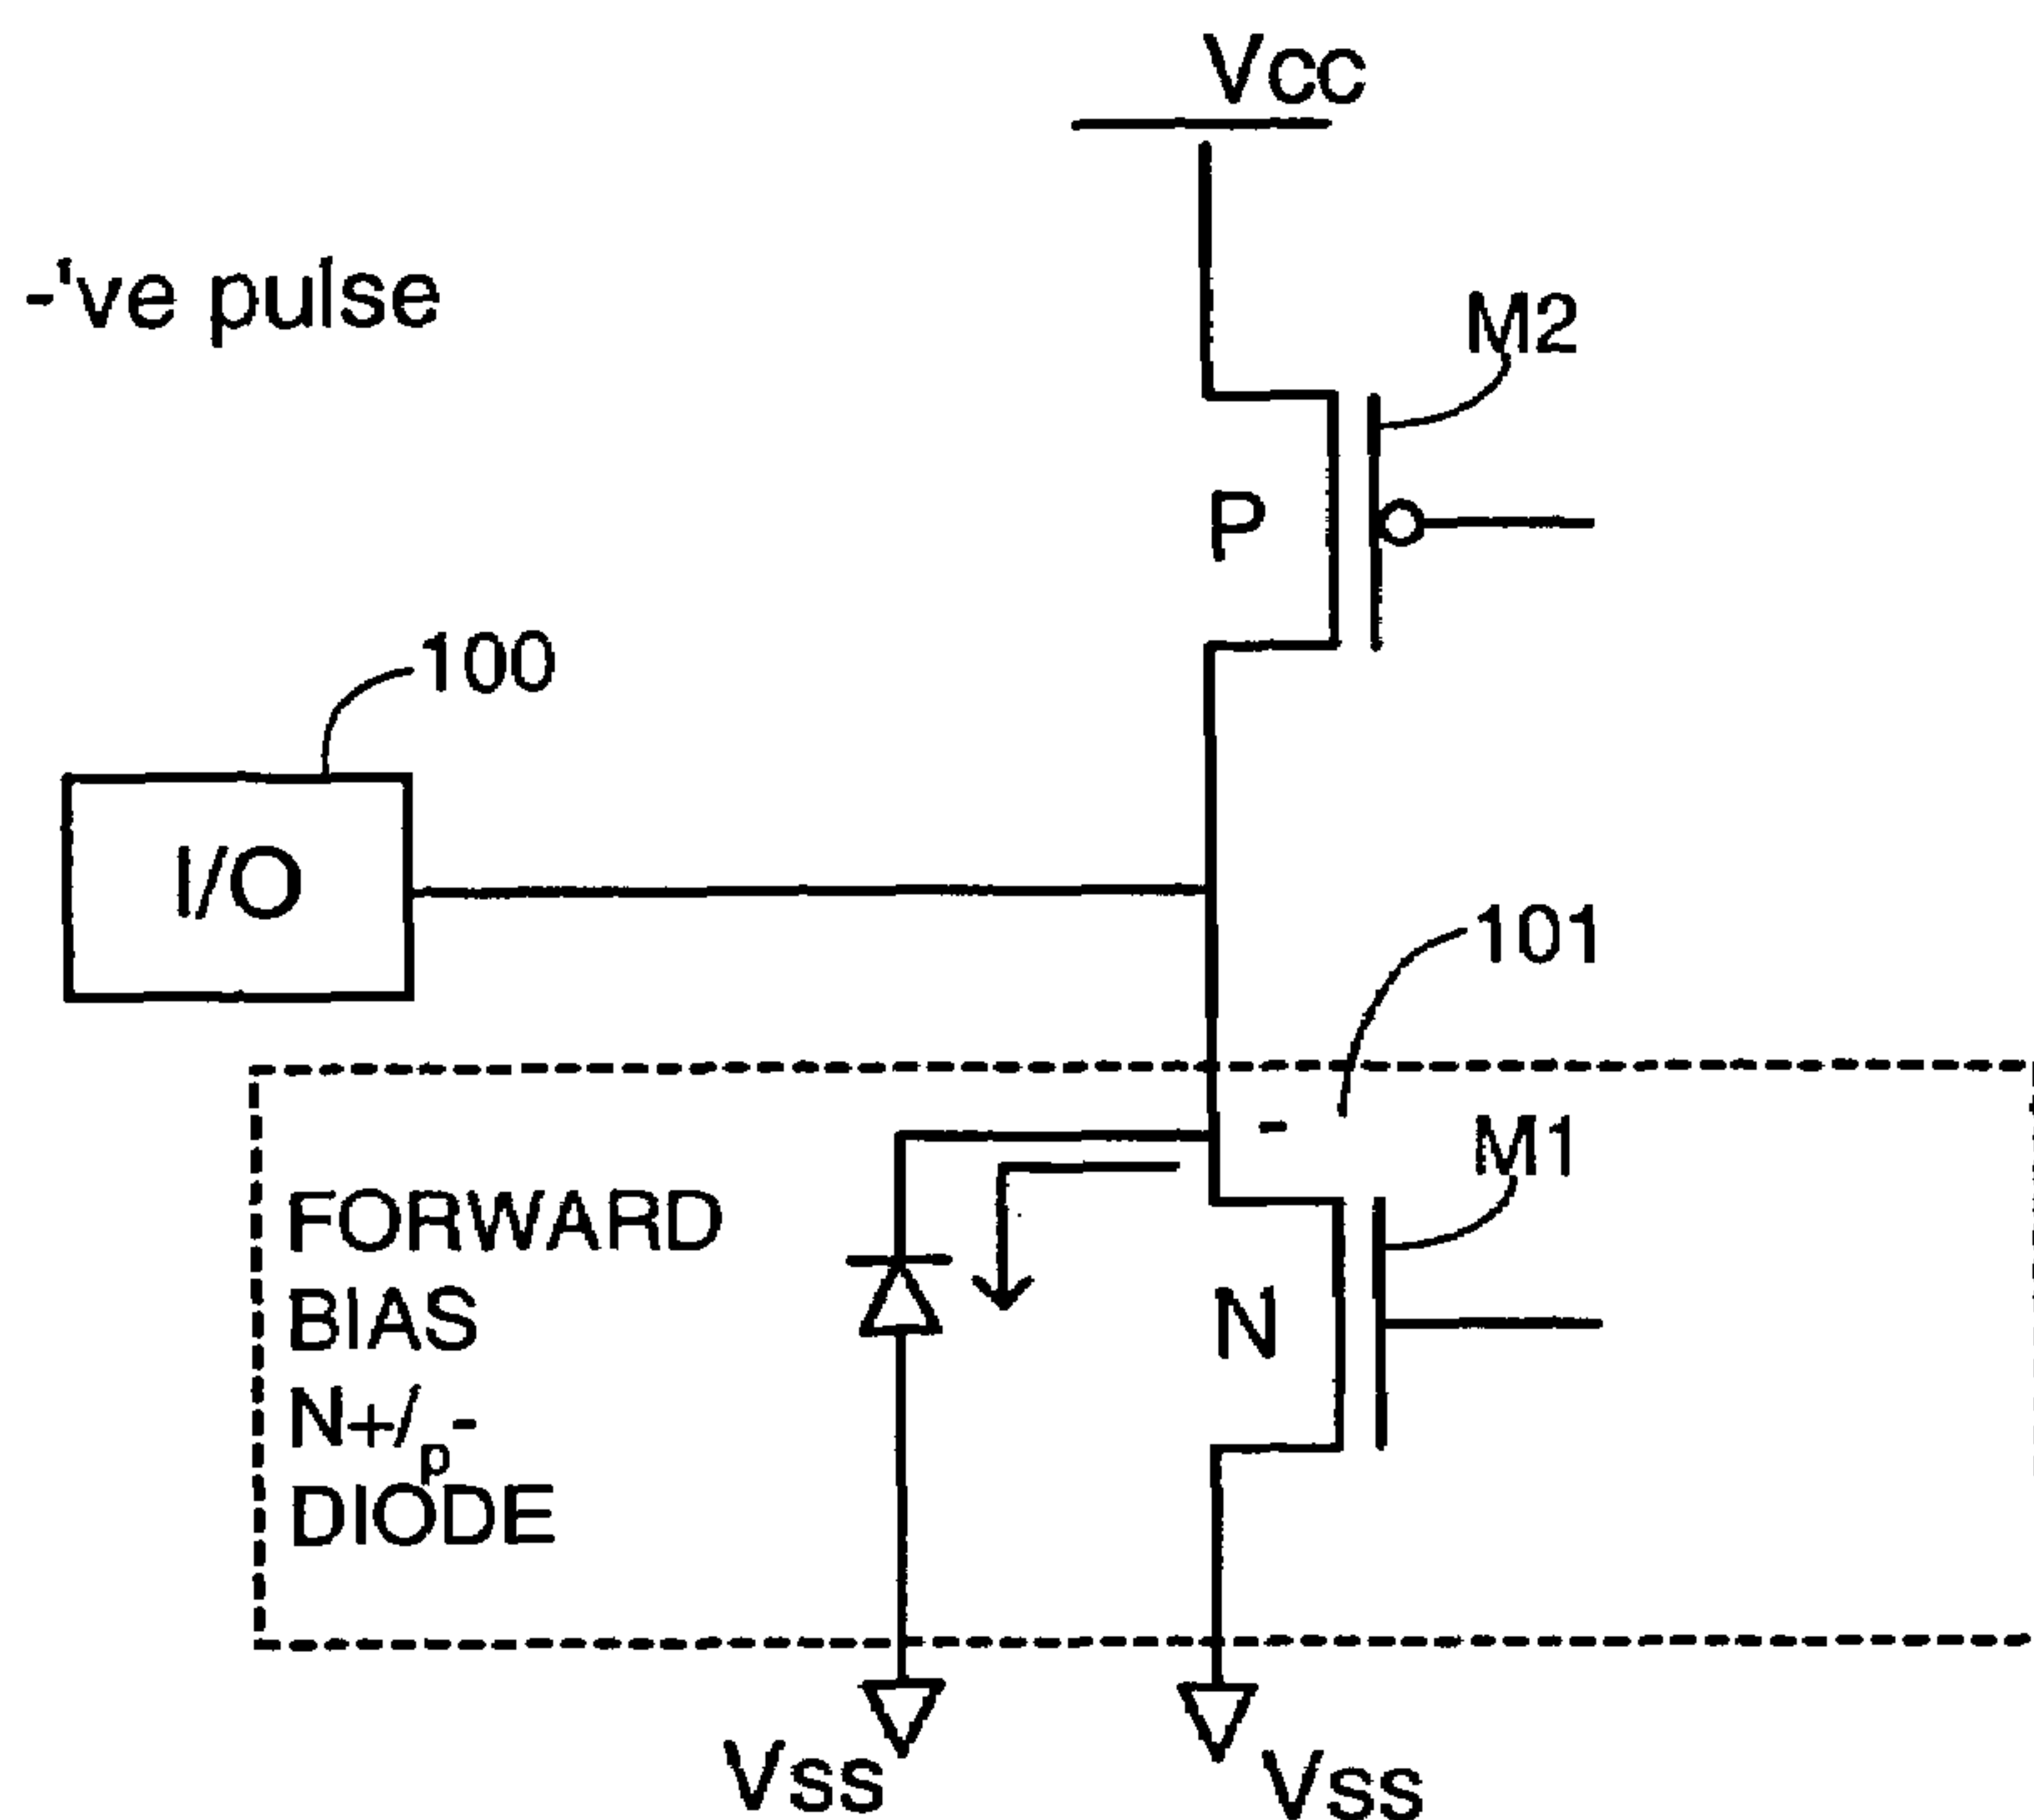 Vcc
-'ve pulse
M2
P
100
I/O
101
-
M1
FORWARD
BIAS
N+/p-
DIODE
N
Vss
Vss